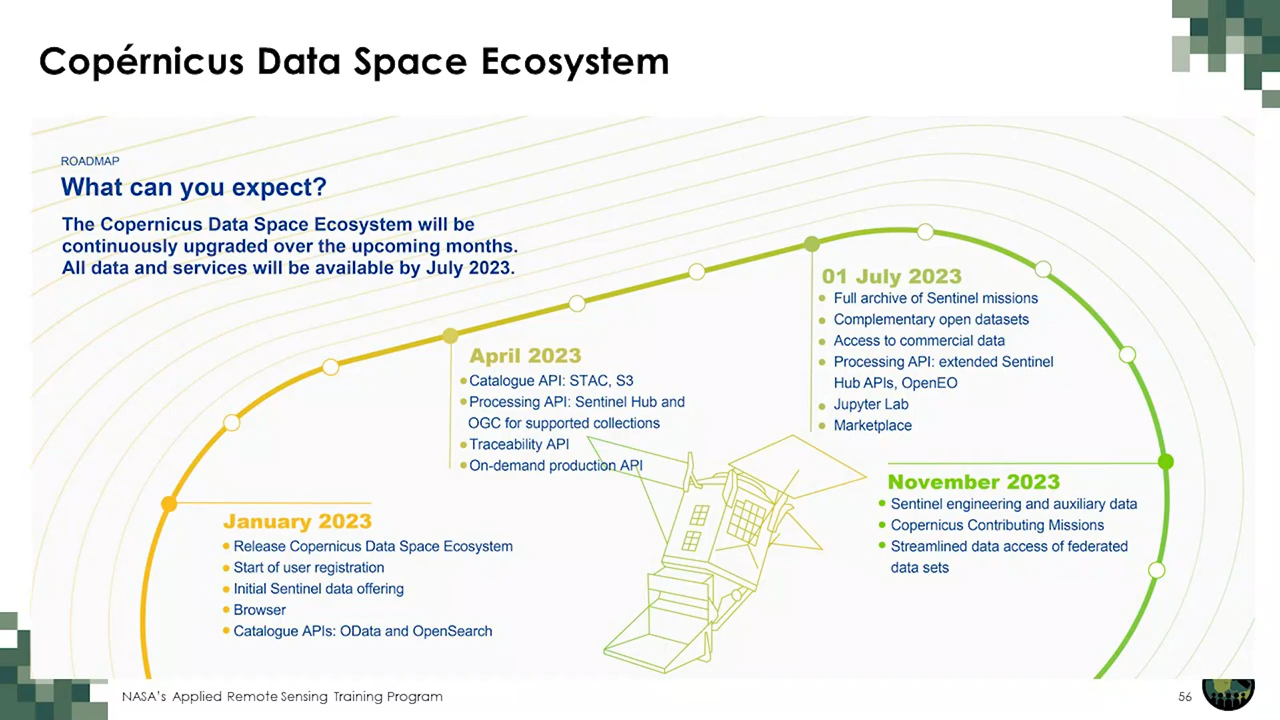 Copérnicus Data Space Ecosystem
ROADMAP
What can you expect?
The Copernicus Data Space Ecosystem will be
continuously upgraded over the upcoming months.
All data and services will be available by July 2023.
January 2023
Release Copernicus Data Space Ecosystem
Start of user registration
Initial Sentinel data offering
Browser
Catalogue APIs: OData and OpenSearch
April 2023
Catalogue API: STAC, S3
Processing API: Sentinel Hub and
OGC for supported collections
Traceability API
On-demand production API
01 July 2023
Full archive of Sentinel missions
Complementary open datasets
Access to commercial data
Processing API: extended Sentinel
Hub APIs, OpenEO
Jupyter Lab
Marketplace
November 2023
Sentinel engineering and auxiliary data
Copernicus Contributing Missions
Streamlined data access of federated
data sets
NASA's Applied Remote Sensing Training Program
56